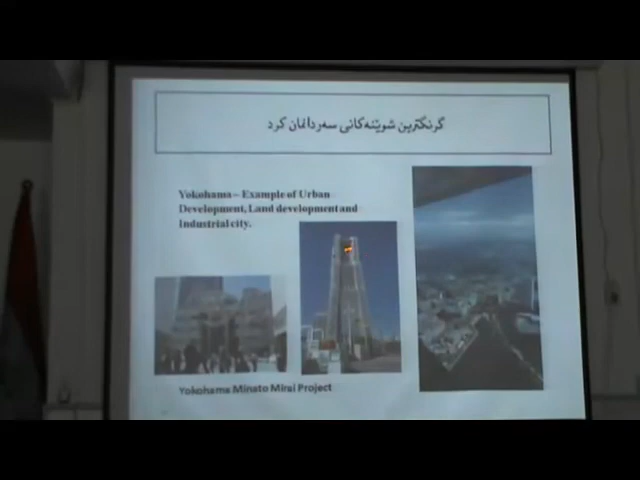 گرنگترین شوێنەکانی سەردانمان کرد
Yokohama – Example of Urban
Development, Land development and
Industrial city.
Yokohama Minato Mirai Project